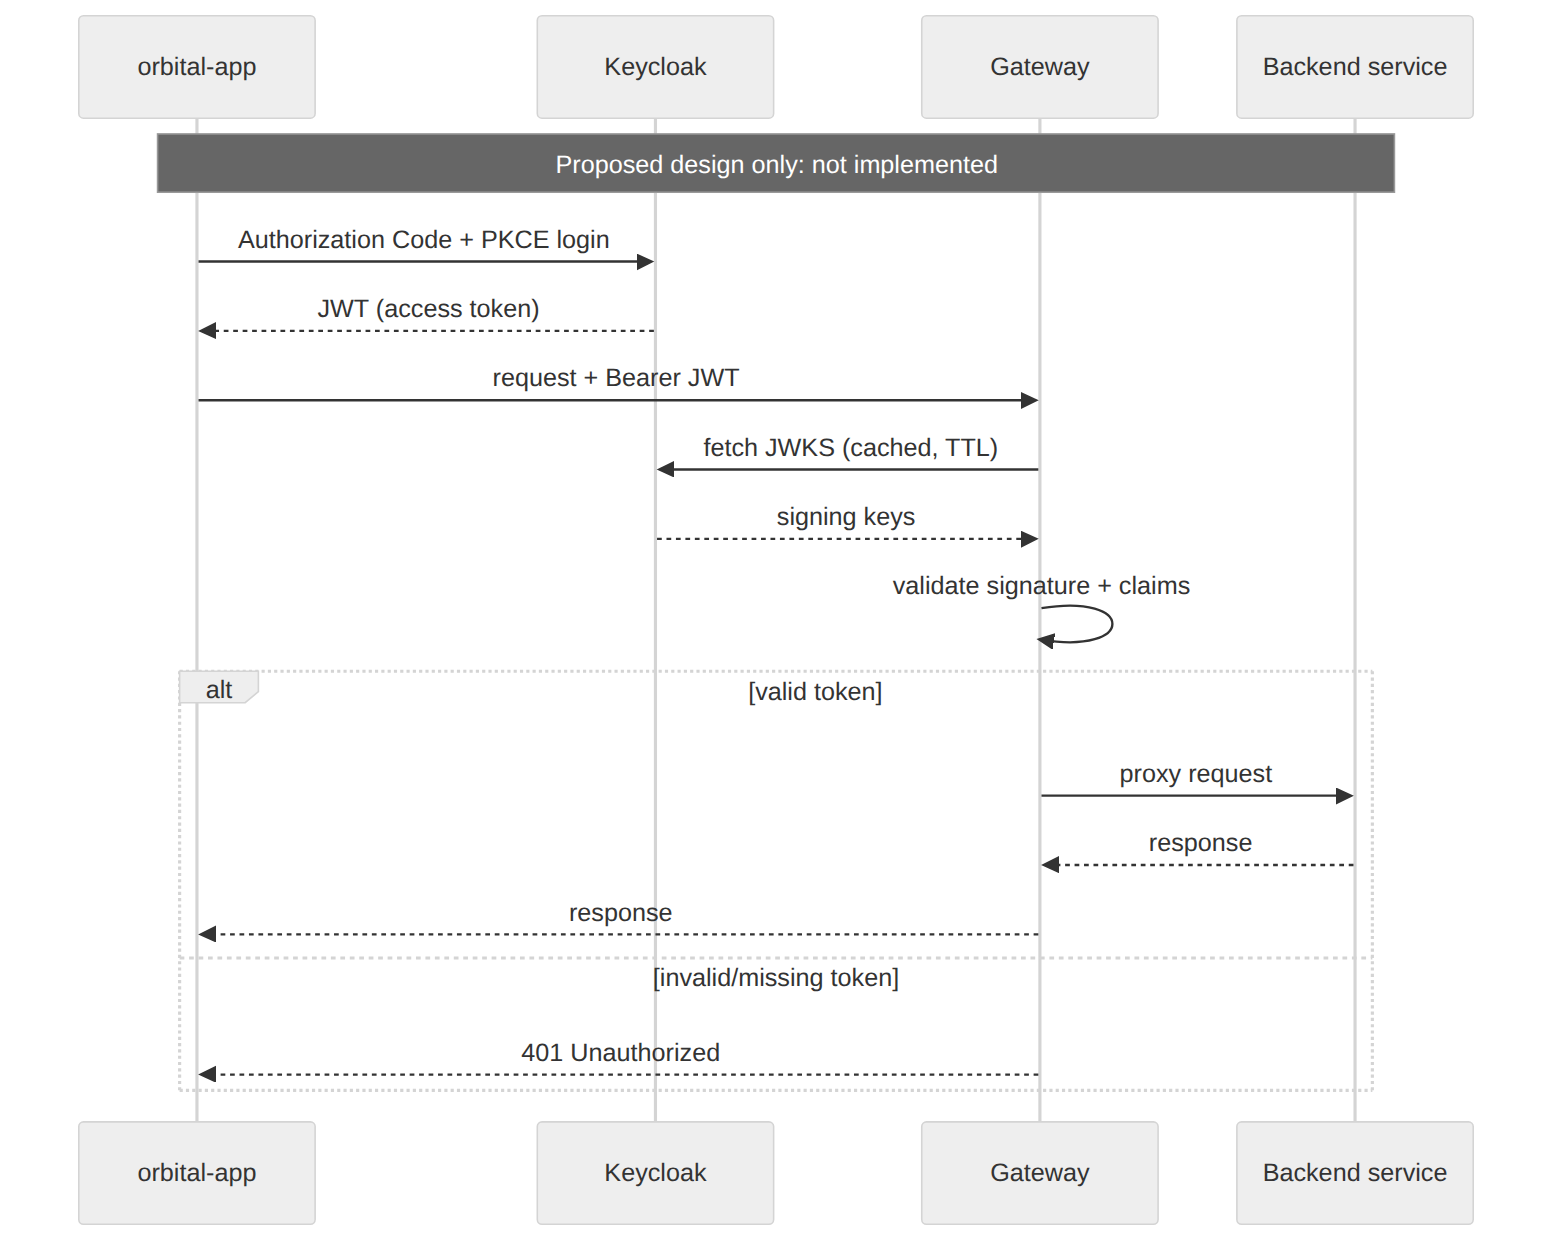 orbital-app
Keycloak
Gateway
Backend service
Proposed design only: not implemented
Authorization Code + PKCE login
JWT (access token)
request + Bearer JWT
fetch JWKS (cached, TTL)
signing keys
validate signature + claims
alt
[valid token]
proxy request
response
response
[invalid/missing token]
401 Unauthorized
orbital-app
Keycloak
Gateway
Backend service